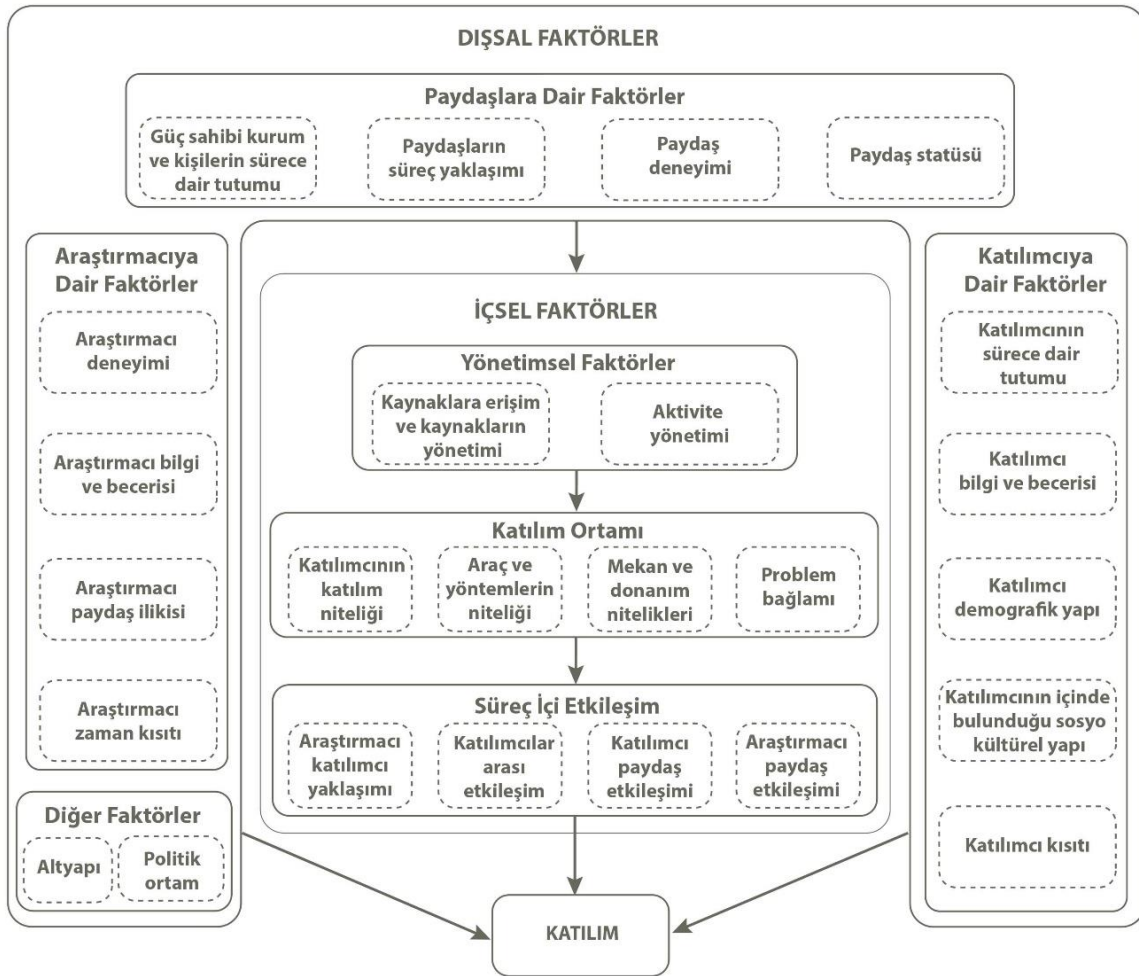 DIŞSAL FAKTÖRLER
Paydaşlara Dair Faktörler
Güç sahibi kurum
ve kişilerin sürece
dair tutumu
Paydaşların
süreç yaklaşımı
Paydaş
deneyimi
Paydaş statüsü
Araştırmacıya
Dair Faktörler
Araştırmacı
deneyimi
Araştırmacı bilgi
ve becerisi
Araştırmacı
paydaş ilikisi
Araştırmacı
zaman kısıtı
Diğer Faktörler
Altyapı
Politik
ortam
İÇSEL FAKTÖRLER
Yönetimsel Faktörler
Kaynaklara erişim
ve kaynakların
yönetimi
Aktivite
yönetimi
Katılım Ortamı
Katılımcının
katılım
niteliği
Araç ve
yöntemlerin
niteliği
Mekan ve
donanım
nitelikleri
Problem
bağlamı
Süreç İçi Etkileşim
Araştırmacı
katılımcı
yaklaşımı
Katılımcılar
arası
etkileşim
Katılımcı
paydaş
etkileşimi
Araştırmacı
paydaş
etkileşimi
Katılımcıya
Dair Faktörler
Katılımcının
sürece dair
tutumu
Katılımcı
bilgi ve becerisi
Katılımcı
demografik yapı
Katılımcının içinde
bulunduğu sosyo
kültürel yapı
Katılımcı kısıtı
KATILIM